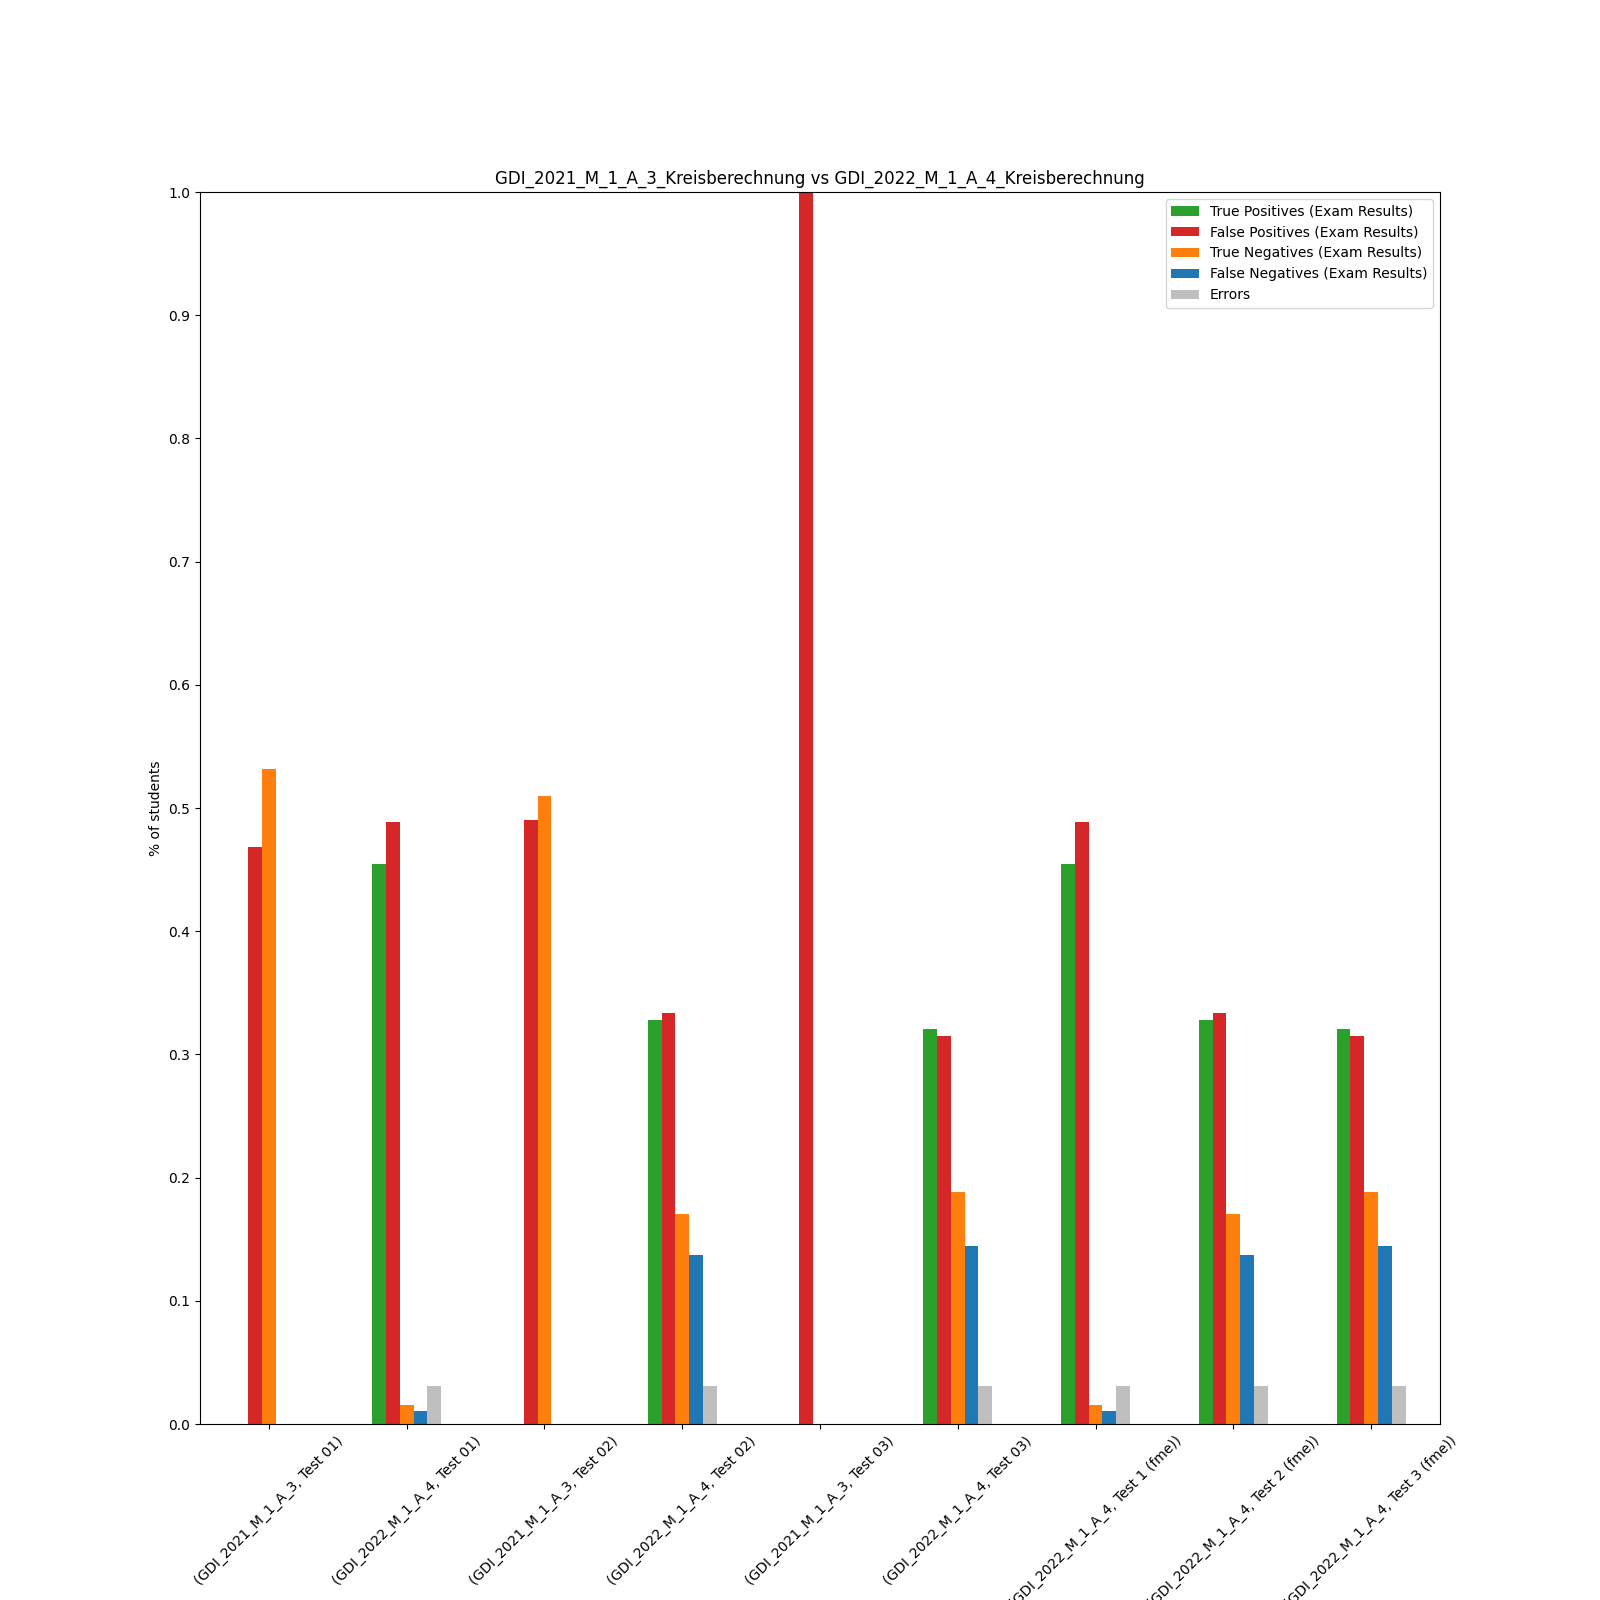 GDI_2021_M_1_A_3_Kreisberechnung vs GDI_2022_M_1_A_4_Kreisberechnung
True Positives (Exam Results)
False Positives (Exam Results)
True Negatives (Exam Results)
False Negatives (Exam Results)
Errors
% of students
1.0
0.9
0.8
0.7
0.6
0.5
0.4
0.3
0.2
0.1
0.0
(GDI_2021_M_1_A_3, Test 01)
(GDI_2022_M_1_A_4, Test 01)
(GDI_2021_M_1_A_3, Test 02)
(GDI_2022_M_1_A_4, Test 02)
(GDI_2021_M_1_A_3, Test 03)
(GDI_2022_M_1_A_4, Test 03)
(GDI_2022_M_1_A_4, Test 1 (fme))
(GDI_2022_M_1_A_4, Test 2 (fme))
(GDI_2022_M_1_A_4, Test 3 (fme))